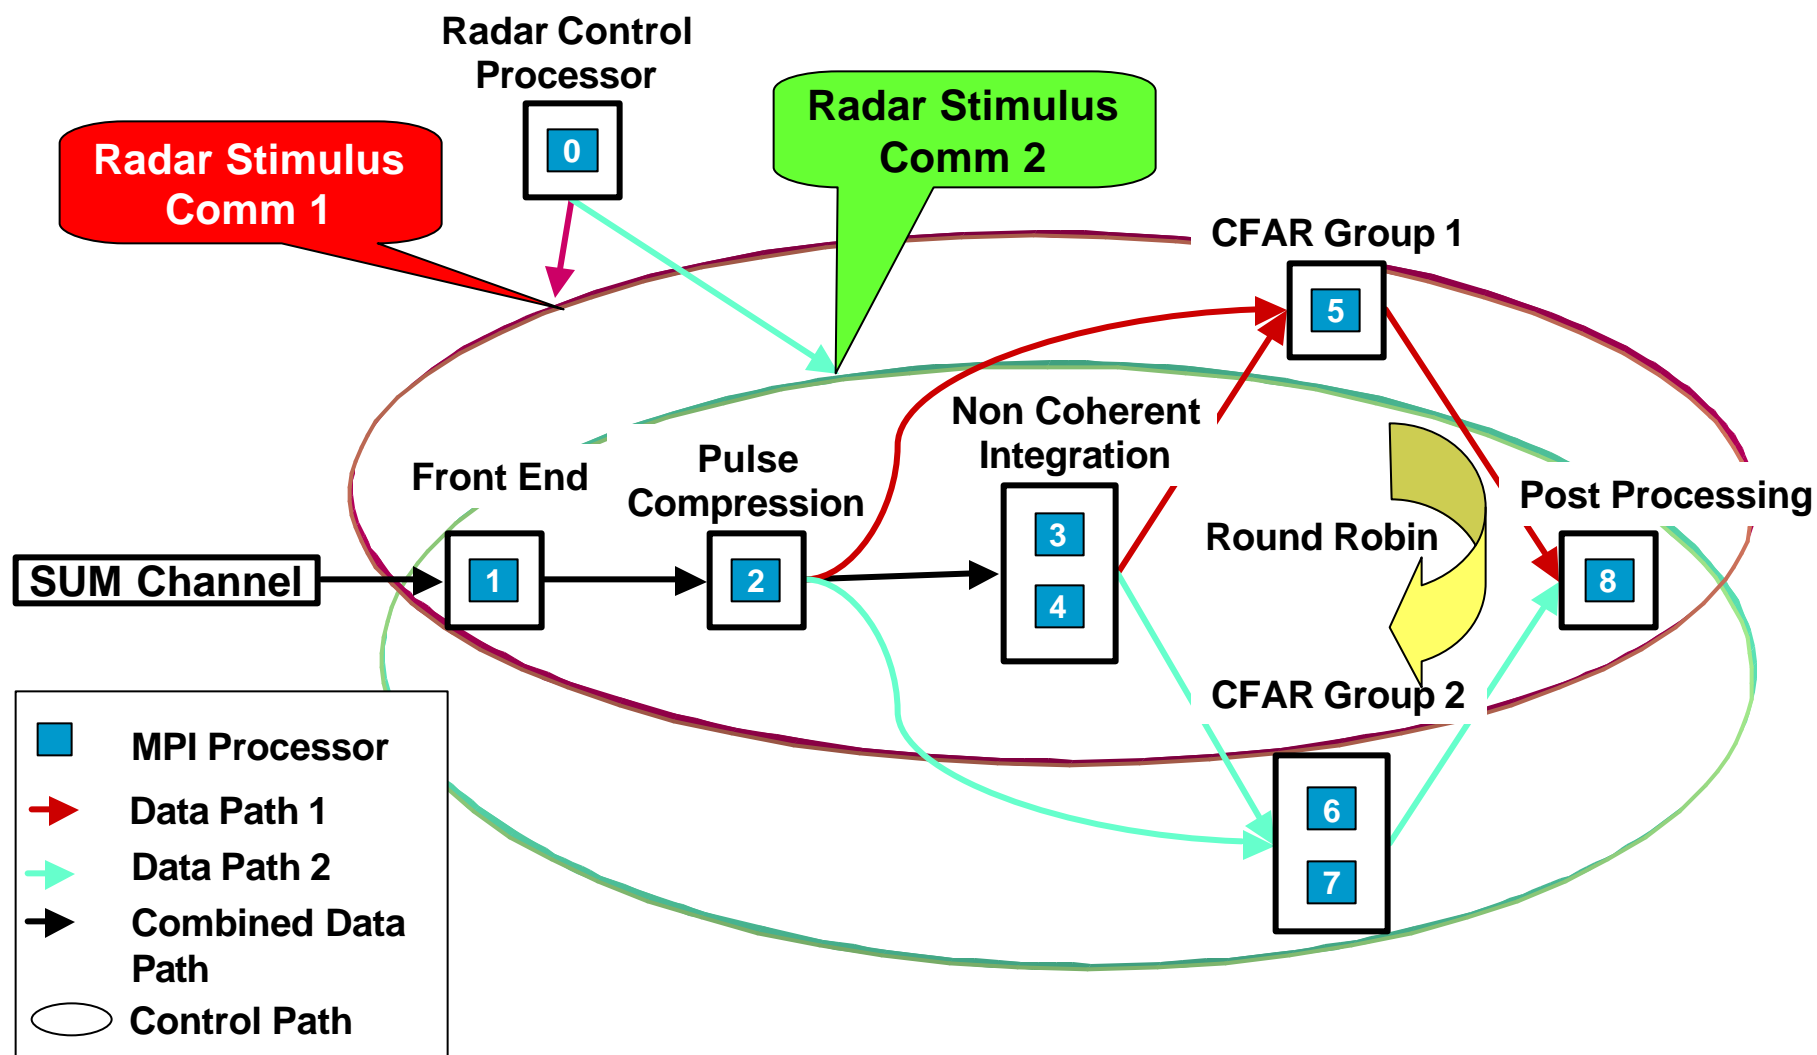 Radar Control
Processor
0
Radar Stimulus
Comm 1
Radar Stimulus
Comm 2
CFAR Group 1
5
Non Coherent
Integration
3
4
Front End
1
Pulse
Compression
2
SUM Channel
Round Robin
Post Processing
8
CFAR Group 2
6
7
MPI Processor
Data Path 1
Data Path 2
Combined Data
Path
Control Path